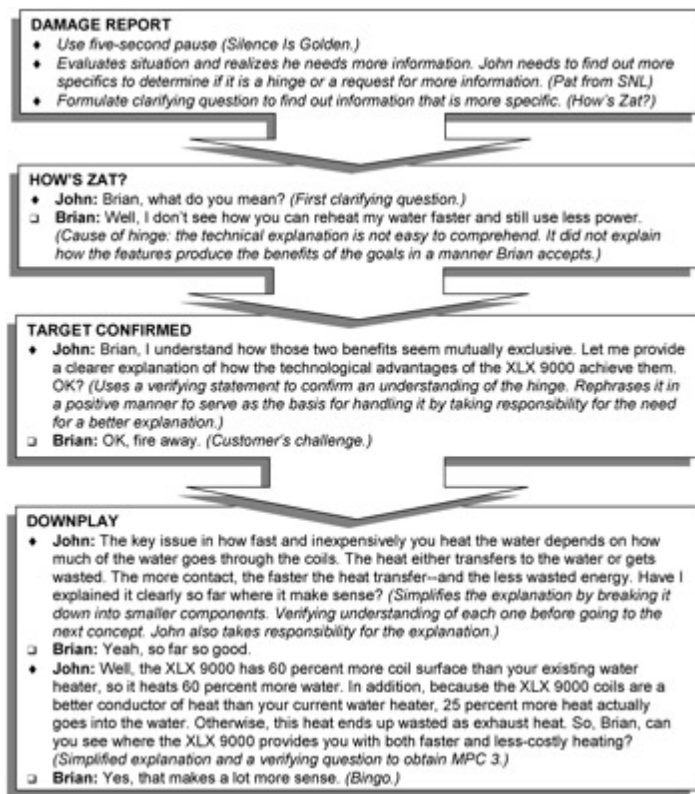 DAMAGE REPORT
♦ Use five-second pause (Silence Is Golden.)
♦ Evaluates situation and realizes he needs more information. John needs to find out more
specifics to determine if it is a hinge or a request for more information. (Pat from SNL)
♦ Formulate clarifying question to find out information that is more specific. (How's Zat?)
HOW'S ZAT?
♦ John: Brian, what do you mean? (First clarifying question.)
❑ Brian: Well, I don't see how you can reheat my water faster and still use less power.
(Cause of hinge: the technical explanation is not easy to comprehend. It did not explain
how the features produce the benefits of the goals in a manner Brian accepts.)
TARGET CONFIRMED
♦ John: Brian, I understand how those two benefits seem mutually exclusive. Let me provide
a clearer explanation of how the technological advantages of the XLX 9000 achieve them.
OK? (Uses a verifying statement to confirm an understanding of the hinge. Rephrases it in
a positive manner to serve as the basis for handling it by taking responsibility for the need
for a better explanation.)
❑ Brian: OK, fire away. (Customer's challenge.)
DOWNPLAY
♦ John: The key issue in how fast and inexpensively you heat the water depends on how
much of the water goes through the coils. The heat either transfers to the water or gets
wasted. The more contact, the faster the heat transfer--and the less wasted energy. Have I
explained it clearly so far where it make sense? (Simplifies the explanation by breaking it
down into smaller components. Verifying understanding of each one before going to the
next concept. John also takes responsibility for the explanation.)
❑ Brian: Yeah, so far so good.
♦ John: Well, the XLX 9000 has 60 percent more coil surface than your existing water
heater, so it heats 60 percent more water. In addition, because the XLX 9000 coils are a
better conductor of heat than your current water heater, 25 percent more heat actually
goes into the water. Otherwise, this heat ends up wasted as exhaust heat. So, Brian, can
you see where the XLX 9000 provides you with both faster and less-costly heating?
(Simplified explanation and a verifying question to obtain MPC 3.)
❑ Brian: Yes, that makes a lot more sense. (Bingo.)